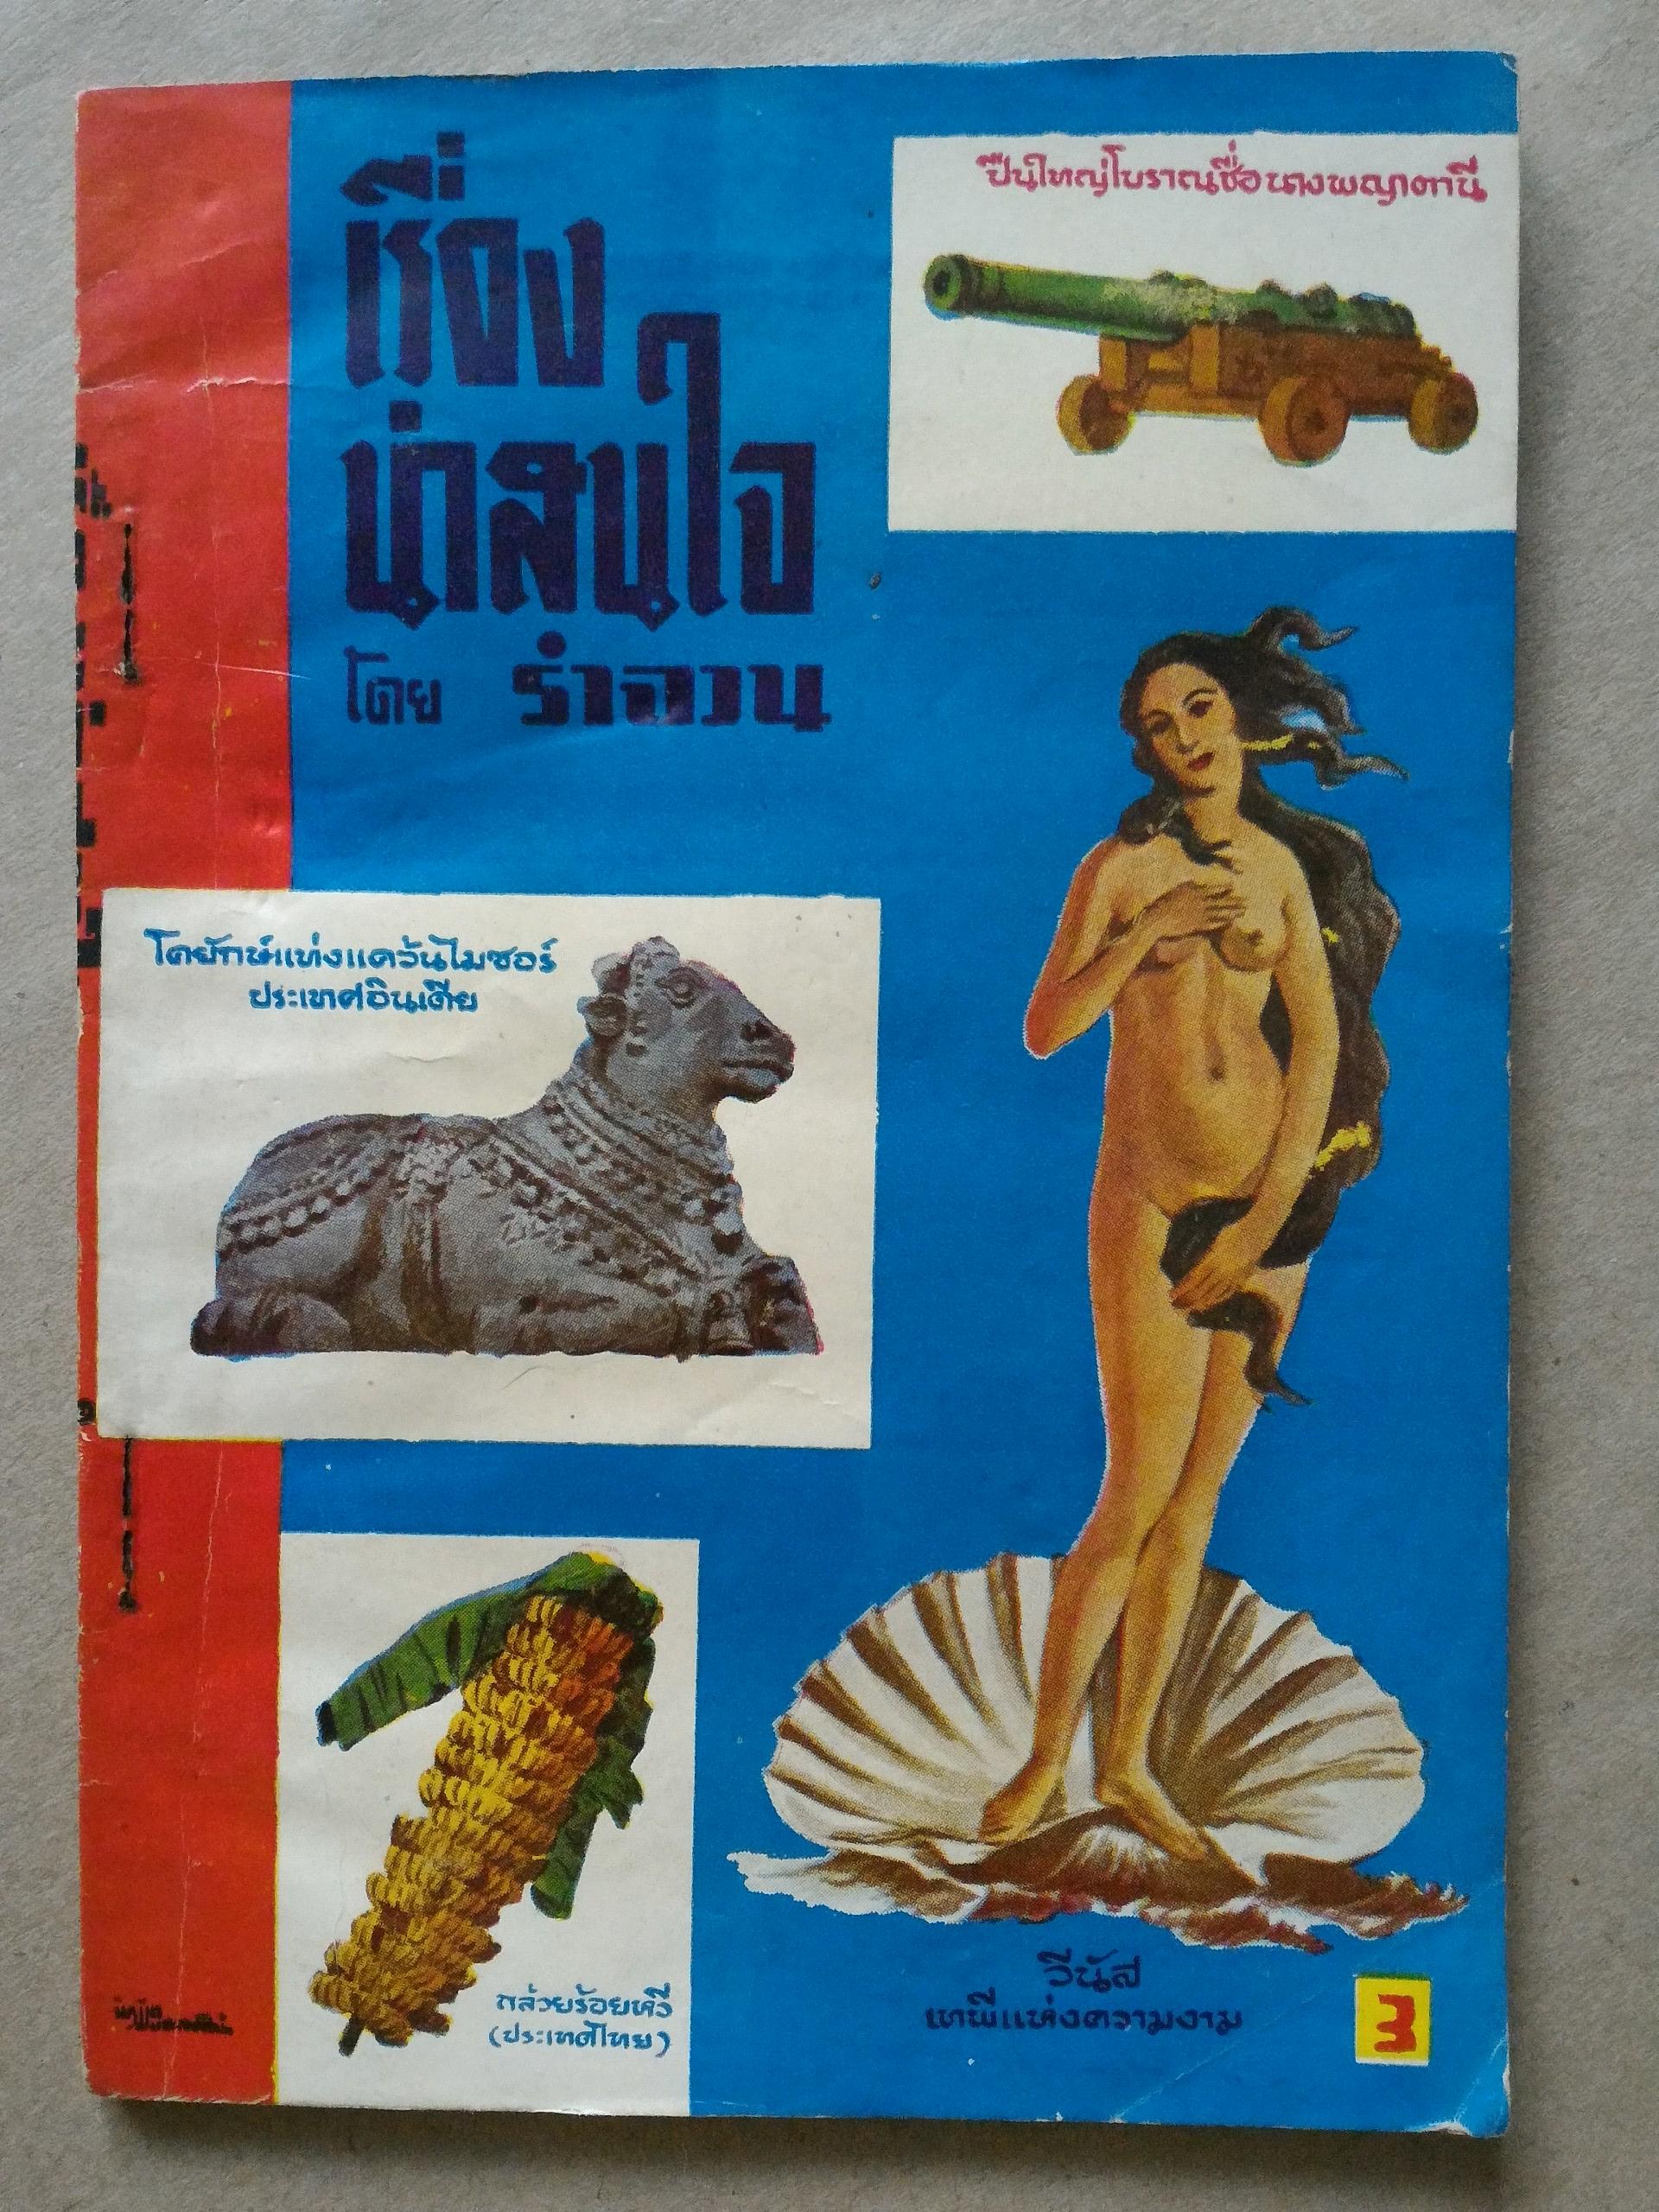 เรื่อง
น่าสนใจ
โดย รำจวน
ปืนใหญ่โบราณชื่อนางพญาตานี
โคยักษ์แห่งแคว้นไมซอร์
ประเทศอินเดีย
กล้วยร้อยหวี
(ประเทศไทย)
วีนัส
เทพีแห่งความงาม
3